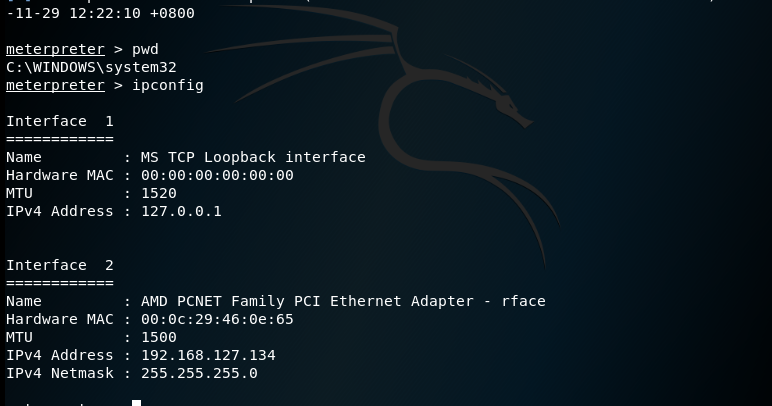 -11-29 12:22:10 +0800
meterpreter > pwd
C:\WINDOWS\system32
meterpreter > ipconfig
Interface  1
============
Name         : MS TCP Loopback interface
Hardware MAC : 00:00:00:00:00:00
MTU          : 1520
IPv4 Address : 127.0.0.1
Interface  2
============
Name         : AMD PCNET Family PCI Ethernet Adapter - rface
Hardware MAC : 00:0c:29:46:0e:65
MTU          : 1500
IPv4 Address : 192.168.127.134
IPv4 Netmask : 255.255.255.0